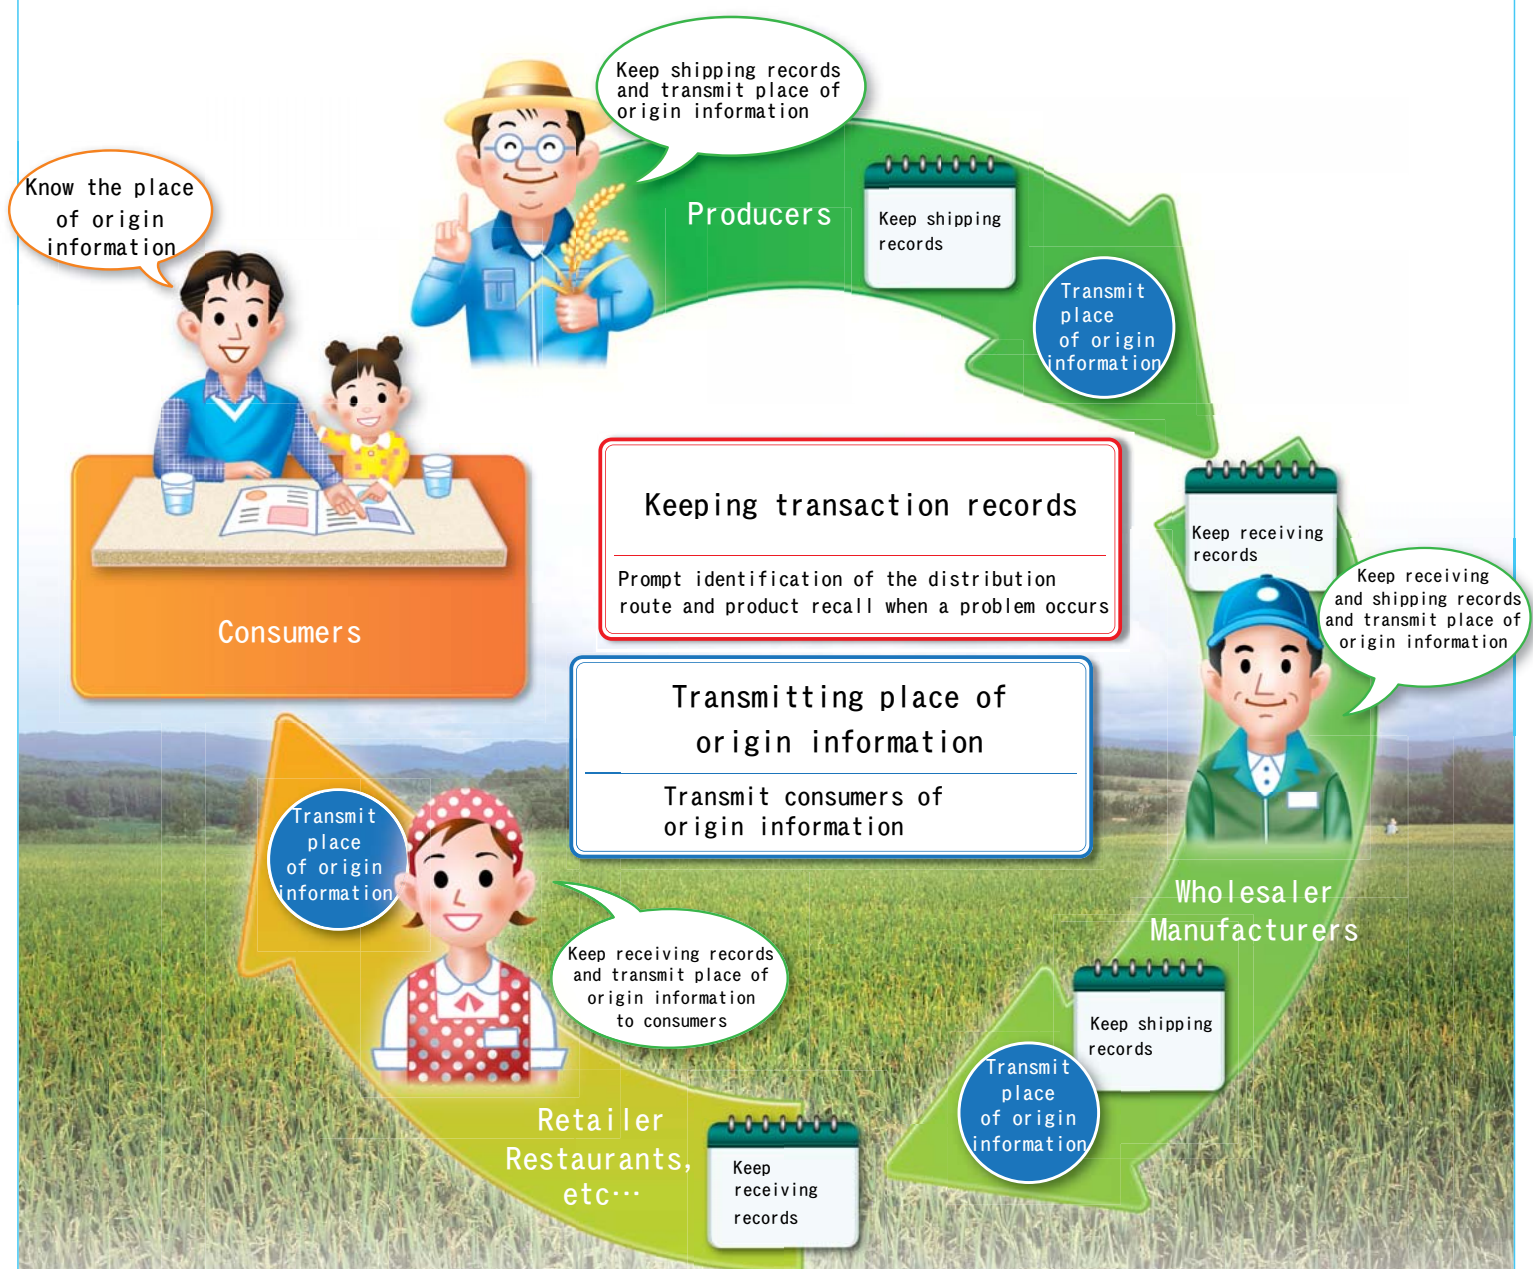 Keep shipping records
and transmit place of
origin information
Know the place
of origin
information
Producers
Keep shipping
records
Transmit
place
of origin
information
Keeping transaction records
Prompt identification of the distribution
route and product recall when a problem occurs
Keep receiving
records
Keep receiving
and shipping records
and transmit place of
origin information
Consumers
Transmitting place of
origin information
Transmit consumers of
origin information
Wholesaler
Manufacturers
Transmit
place
of origin
information
Keep receiving records
and transmit place of
origin information
to consumers
Keep shipping
records
Transmit
place
of origin
information
Retailer
Restaurants,
etc···
Keep
receiving
records